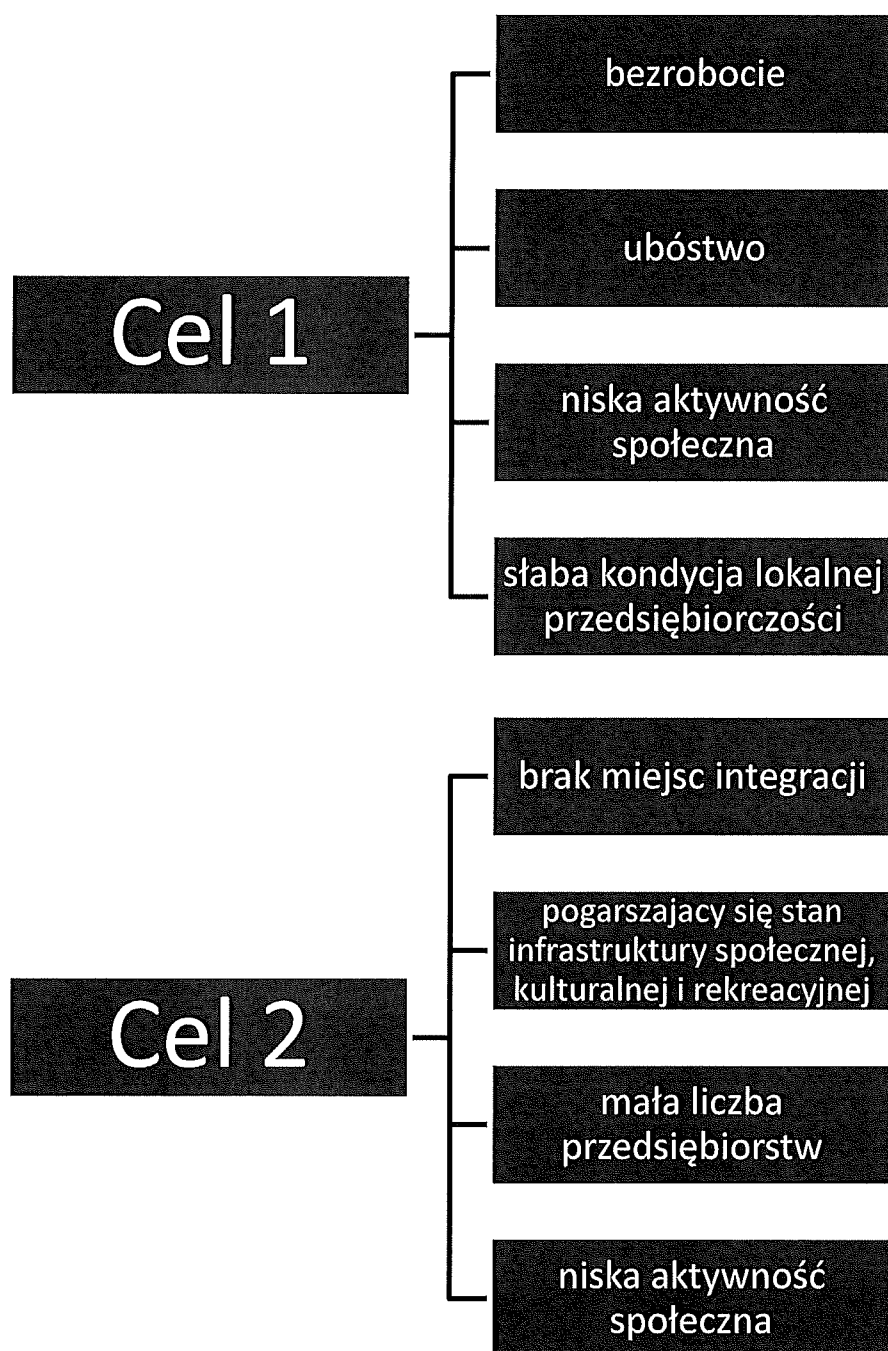 Cel 1
bezrobocie
ubóstwo
niska aktywność
społeczna
słaba kondycja lokalnej
przedsiębiorczości
Cel 2
brak miejsc integracji
pogarszajacy się stan
infrastruktury społecznej,
kulturalnej i rekreacyjnej
mała liczba
przedsiębiorstw
niska aktywność
społeczna